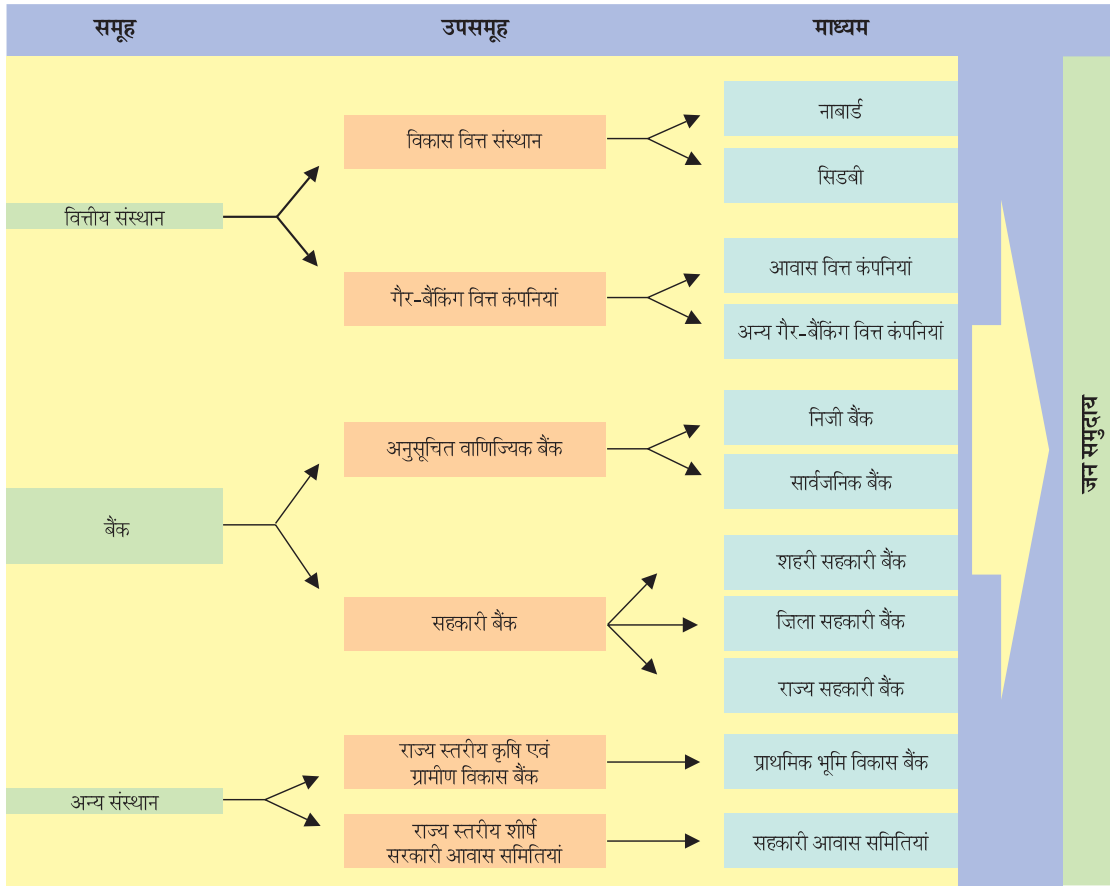 समूह
उपसमूह
माध्यम
वित्तीय संस्थान
विकास वित्त संस्थान
नाबार्ड
सिडबी
गैर-बैंकिंग वित्त कंपनियां
आवास वित्त कंपनियां
अन्य गैर-बैंकिंग वित्त कंपनियां
बैंक
अनुसूचित वाणिज्यिक बैंक
निजी बैंक
सार्वजनिक बैंक
सहकारी बैंक
शहरी सहकारी बैंक
जिला सहकारी बैंक
राज्य सहकारी बैंक
अन्य संस्थान
राज्य स्तरीय कृषि एवं
ग्रामीण विकास बैंक
प्राथमिक भूमि विकास बैंक
राज्य स्तरीय शीर्ष
सरकारी आवास समितियां
सहकारी आवास समितियां
जन समुदाय